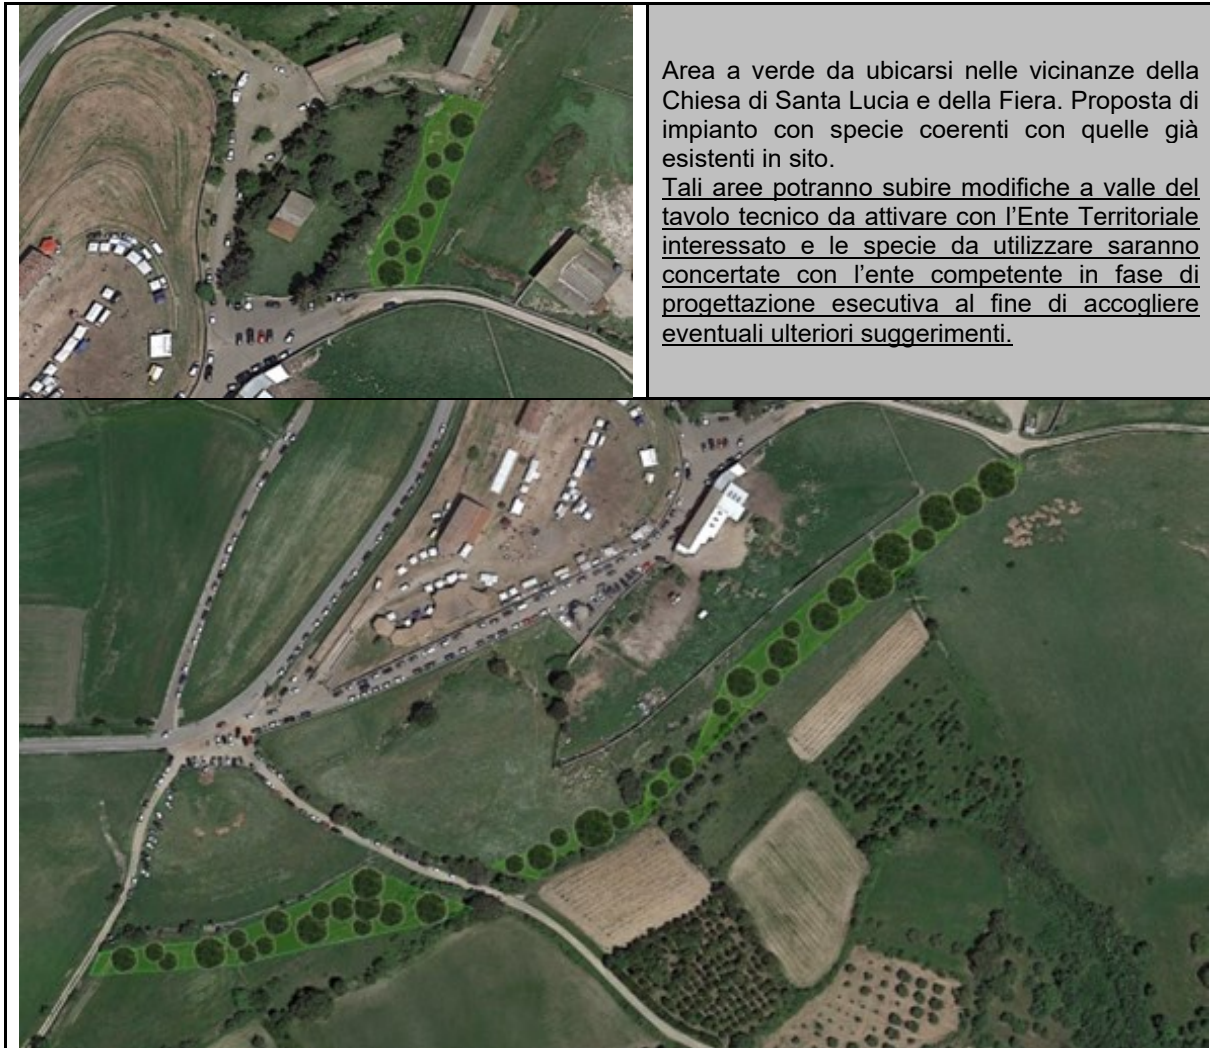 Area a verde da ubicarsi nelle vicinanze della
Chiesa di Santa Lucia e della Fiera. Proposta di
impianto con specie coerenti con quelle già
esistenti in sito.
Tali aree potranno subire modifiche a valle del
tavolo tecnico da attivare con l’Ente Territoriale
interessato e le specie da utilizzare saranno
concertate con l’ente competente in fase di
progettazione esecutiva al fine di accogliere
eventuali ulteriori suggerimenti.